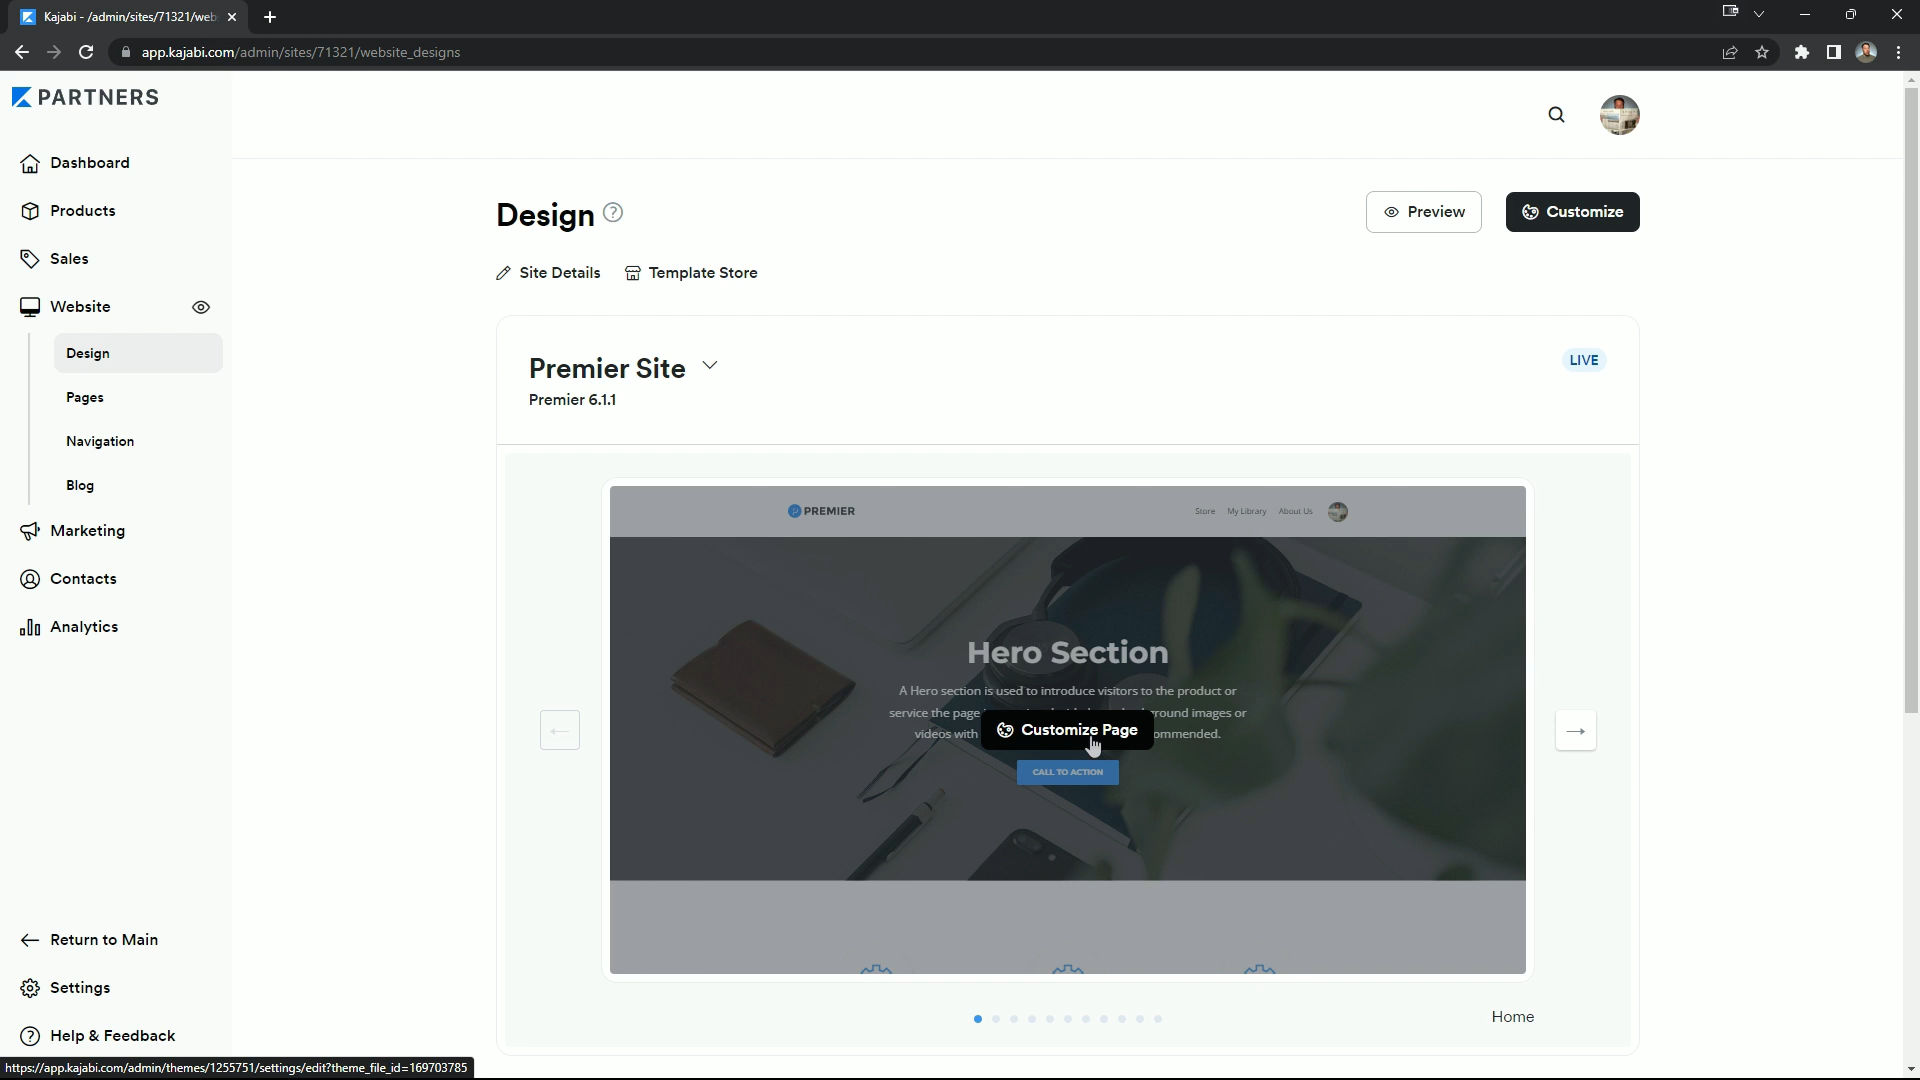 Kajabi - /admin/sites/71321/web
app.kajabi.com/admin/sites/71321/website_designs
PARTNERS
Dashboard
Products
Sales
Website
Design
Pages
Navigation
Blog
Marketing
Contacts
Analytics
Return to Main
Settings
Help & Feedback
https://app.kajabi.com/admin/themes/1255751/settings/edit?theme_file_id=169703785
Design
Preview
Customize
Site Details
Template Store
Premier Site
LIVE
Premier 6.1.1
PREMIER
Store My Library About Us
Hero Section
A Hero section is used to introduce visitors to the product or
service the page ground images or
videos with ommended.
Customize Page
CALL TO ACTION
Home